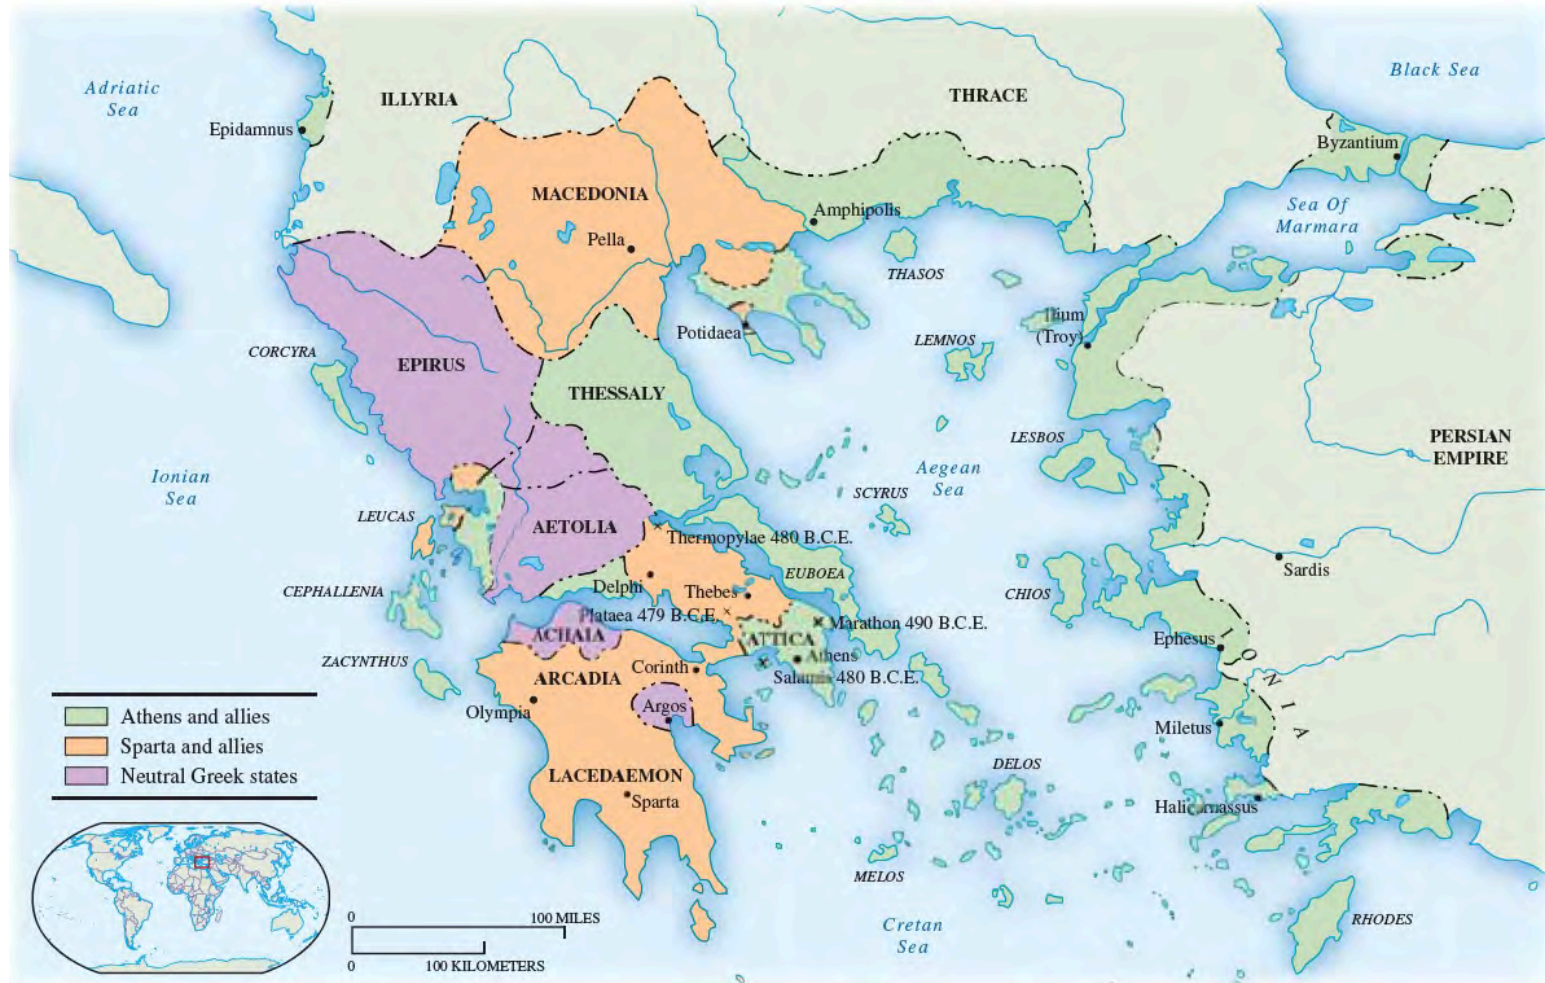 Adriatic
Sea
ILLYRIA
THRACE
Black Sea
Epidamnus
Byzantium
MACEDONIA
Amphipolis
Sea Of
Marmara
Pella
THASOS
Potidaea
Ilium
(Troy)
LEMNOS
CORCYRA
EPIRUS
THESSALY
LESBOS
PERSIAN
EMPIRE
Ionian
Sea
Aegean
Sea
SCYRUS
LEUCAS
AETOLIA
Thermopylae 480 B.C.E.
EUBOEA
Sardis
CEPHALLENIA
Delphi
Thebes
CHIOS
Plataea 479 B.C.E.
Marathon 490 B.C.E.
ACHAIA
ATTICA
Ephesus
Athens
ZACYNTHUS
Corinth
ARCADIA
Salamis 480 B.C.E.
IONIA
Olympia
Argos
Miletus
Athens and allies
Sparta and allies
Neutral Greek states
LACEDAEMON
DELOS
Sparta
Halicarnassus
MELOS
Cretan
Sea
RHODES
0
100 MILES
0
100 KILOMETERS